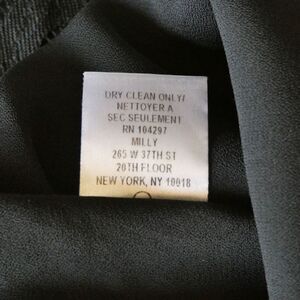 DRY CLEAN ONLY/
NETTOYER A
SEC SEULEMENT
RN 104297
MILLY
265 W 37TH ST
20TH FLOOR
NEW YORK, NY 10018